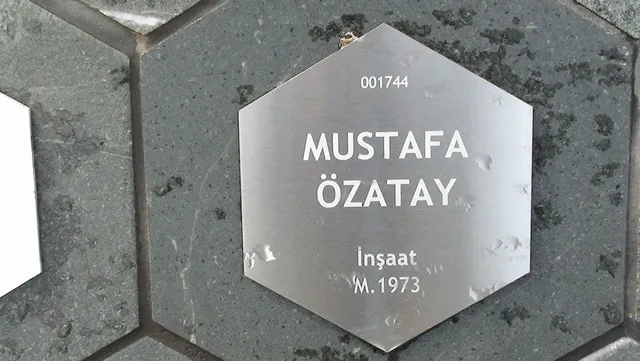 001744
MUSTAFA
ÖZATAY
İnşaat
M.1973